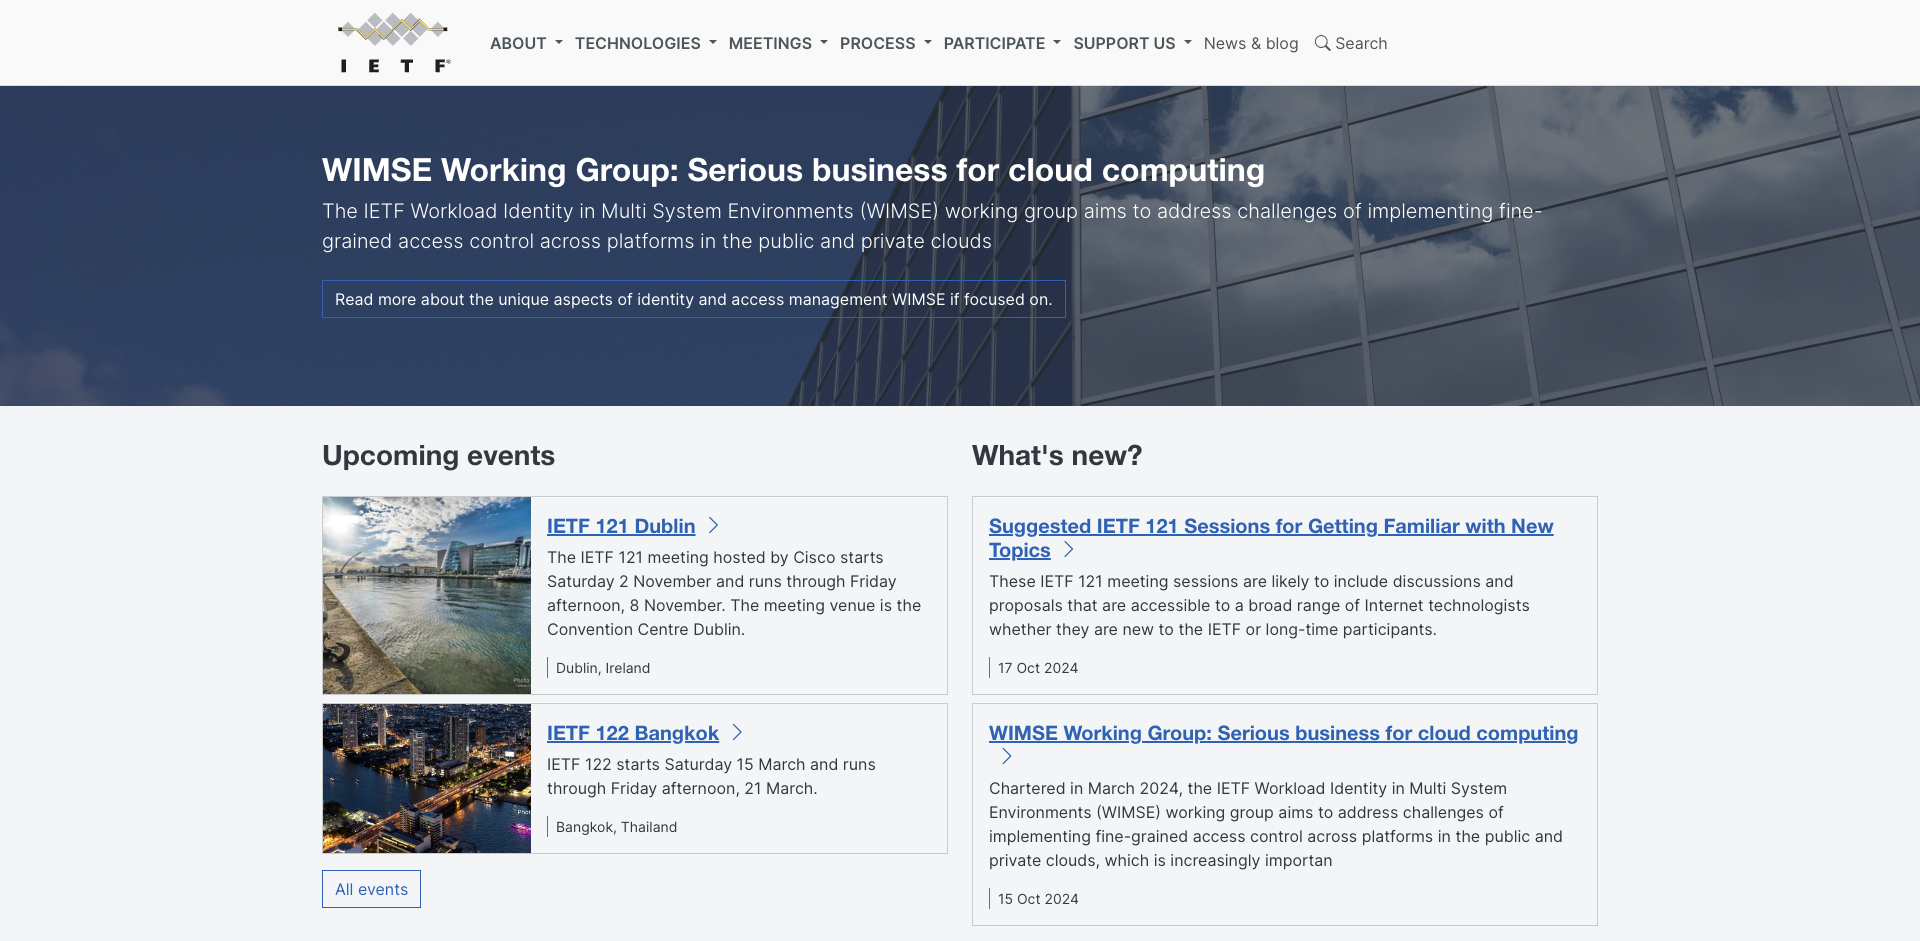 IETF®
ABOUT
TECHNOLOGIES
MEETINGS
PROCESS
PARTICIPATE
SUPPORT US
News & blog
Search
WIMSE Working Group: Serious business for cloud computing
The IETF Workload Identity in Multi System Environments (WIMSE) working group aims to address challenges of implementing fine-
grained access control across platforms in the public and private clouds
Read more about the unique aspects of identity and access management WIMSE if focused on.
Upcoming events
IETF 121 Dublin
The IETF 121 meeting hosted by Cisco starts
Saturday 2 November and runs through Friday
afternoon, 8 November. The meeting venue is the
Convention Centre Dublin.
Dublin, Ireland
IETF 122 Bangkok
IETF 122 starts Saturday 15 March and runs
through Friday afternoon, 21 March.
Bangkok, Thailand
All events
What's new?
Suggested IETF 121 Sessions for Getting Familiar with New
Topics
These IETF 121 meeting sessions are likely to include discussions and
proposals that are accessible to a broad range of Internet technologists
whether they are new to the IETF or long-time participants.
17 Oct 2024
WIMSE Working Group: Serious business for cloud computing
Chartered in March 2024, the IETF Workload Identity in Multi System
Environments (WIMSE) working group aims to address challenges of
implementing fine-grained access control across platforms in the public and
private clouds, which is increasingly importan
15 Oct 2024